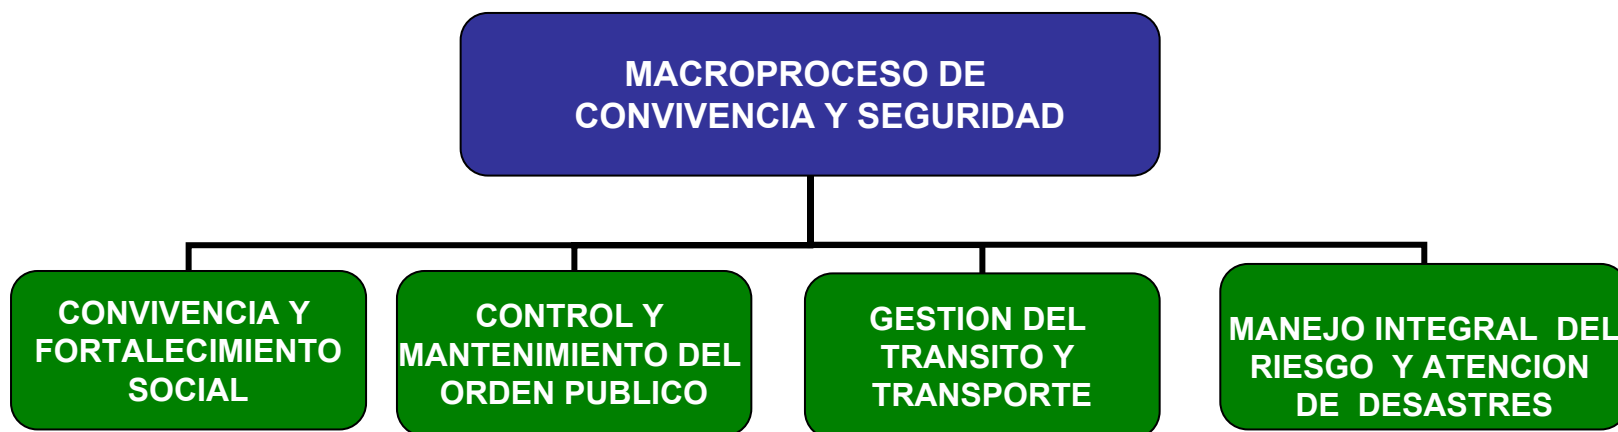 MACROPROCESO DE
CONVIVENCIA Y SEGURIDAD
CONVIVENCIA Y
FORTALECIMIENTO
SOCIAL
CONTROL Y
MANTENIMIENTO DEL
ORDEN PUBLICO
GESTION DEL
TRANSITO Y
TRANSPORTE
MANEJO INTEGRAL DEL
RIESGO Y ATENCION
DE DESASTRES